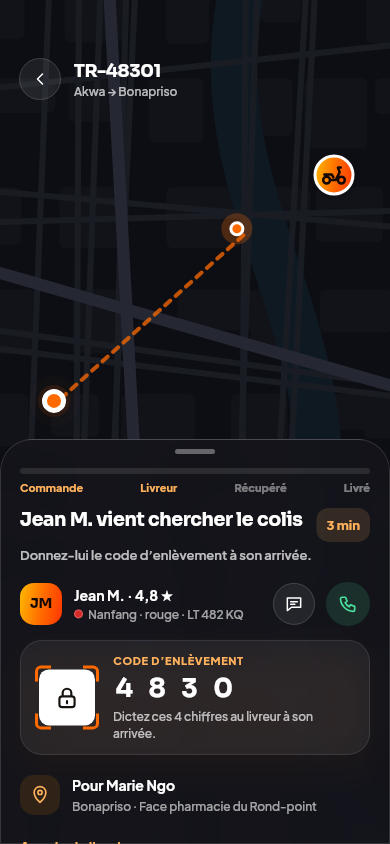 TR-48301
Akwa → Bonapriso
Commande
Livreur
Récupéré
Livré
Jean M. vient chercher le colis
3 min
Donnez-lui le code d’enlèvement à son arrivée.
JM
Jean M. · 4,8 ★
Nanfang · rouge · LT 482 KQ
CODE D’ENLÈVEMENT
4 8 3 0
Dictez ces 4 chiffres au livreur à son
arrivée.
Pour Marie Ngo
Bonapriso · Face pharmacie du Rond-point